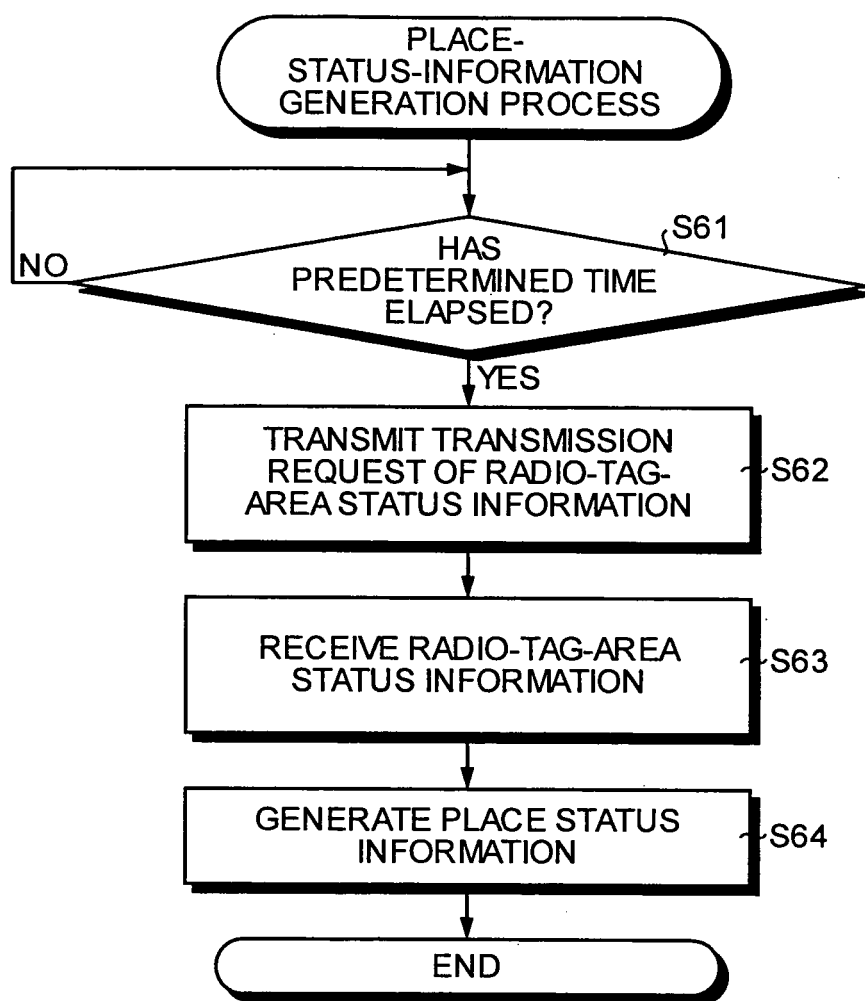 PLACE-
STATUS-INFORMATION
GENERATION PROCESS
S61
HAS
PREDETERMINED TIME
ELAPSED?
NO
YES
TRANSMIT TRANSMISSION
REQUEST OF RADIO-TAG-
AREA STATUS INFORMATION
S62
RECEIVE RADIO-TAG-AREA
STATUS INFORMATION
S63
GENERATE PLACE STATUS
INFORMATION
S64
END